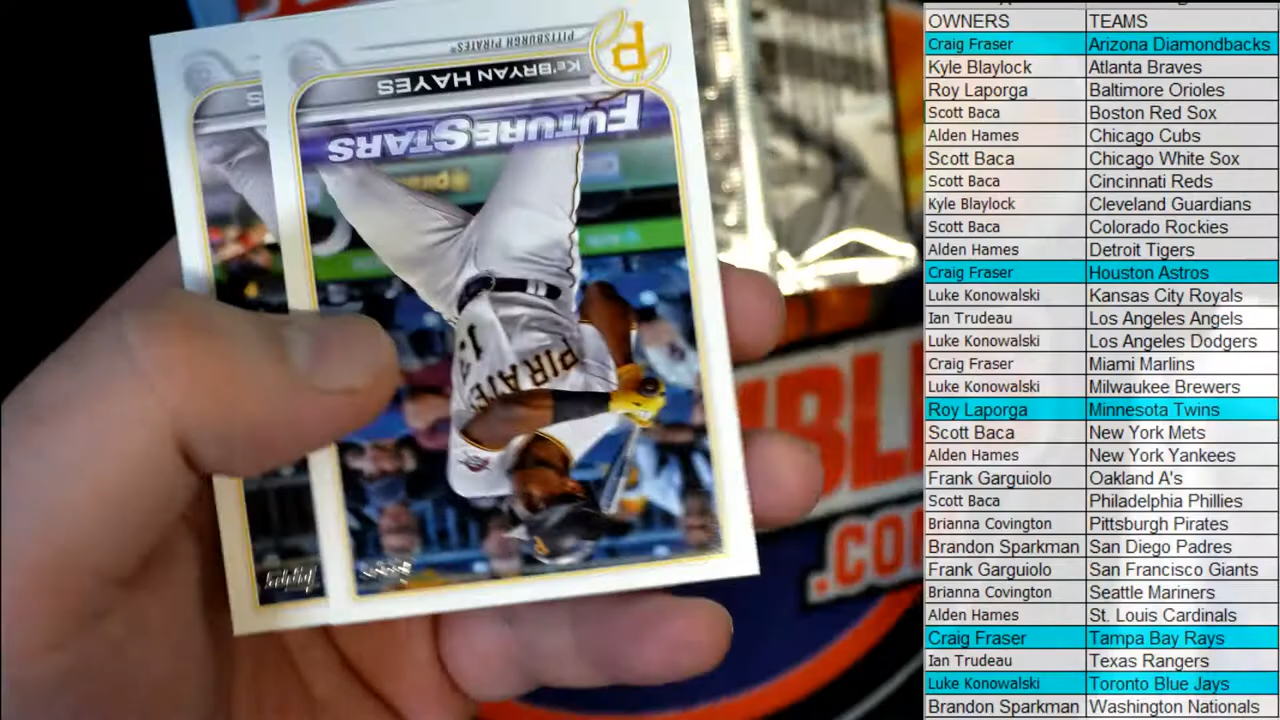 PITTSBURGH PIRATES
KE'BRYAN HAYES
FUTURE STARS
PIRATES
13
P
S
.CO
OWNERS TEAMS
Craig Fraser Arizona Diamondbacks
Kyle Blaylock Atlanta Braves
Roy Laporga Baltimore Orioles
Scott Baca Boston Red Sox
Alden Hames Chicago Cubs
Scott Baca Chicago White Sox
Scott Baca Cincinnati Reds
Kyle Blaylock Cleveland Guardians
Scott Baca Colorado Rockies
Alden Hames Detroit Tigers
Craig Fraser Houston Astros
Luke Konowalski Kansas City Royals
Ian Trudeau Los Angeles Angels
Luke Konowalski Los Angeles Dodgers
Craig Fraser Miami Marlins
Luke Konowalski Milwaukee Brewers
Roy Laporga Minnesota Twins
Scott Baca New York Mets
Alden Hames New York Yankees
Frank Garguiolo Oakland A's
Scott Baca Philadelphia Phillies
Brianna Covington Pittsburgh Pirates
Brandon Sparkman San Diego Padres
Frank Garguiolo San Francisco Giants
Brianna Covington Seattle Mariners
Alden Hames St. Louis Cardinals
Craig Fraser Tampa Bay Rays
Ian Trudeau Texas Rangers
Luke Konowalski Toronto Blue Jays
Brandon Sparkman Washington Nationals